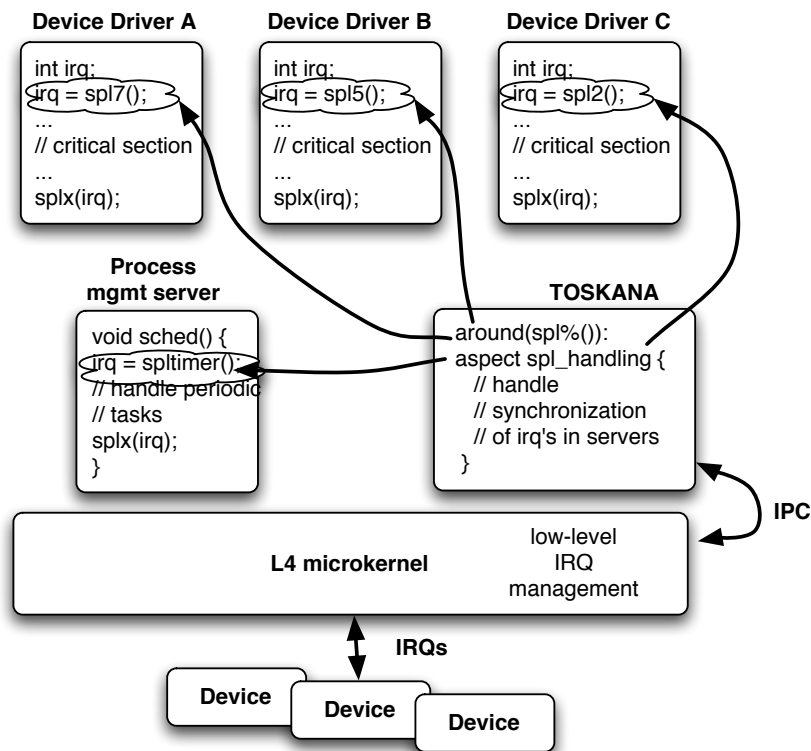 Device Driver A
int irq;
irq = spl7();
...
// critical section
...
splx(irq);
Device Driver B
int irq;
irq = spl5();
...
// critical section
...
splx(irq);
Device Driver C
int irq;
irq = spl2();
...
// critical section
...
splx(irq);
Process
mgmt server
void sched() {
irq = spltimer();
// handle periodic
// tasks
splx(irq);
}
TOSKANA
around(spl%()):
aspect spl_handling {
// handle
// synchronization
// of irq's in servers
}
IPC
L4 microkernel
low-level
IRQ
management
IRQs
Device
Device
Device